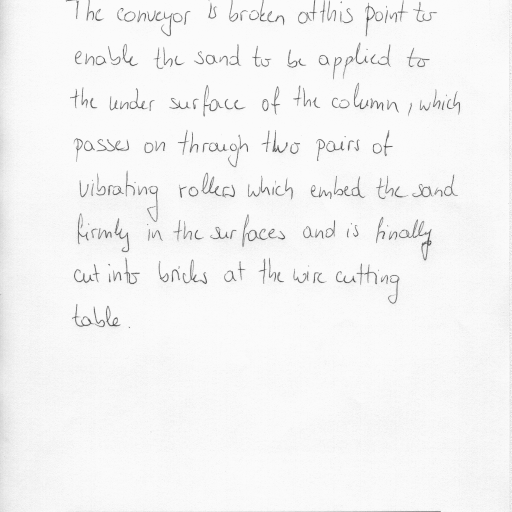 The conveyor is broken at this point to
enable the sand to be applied to
the under surface of the column, which
passes on through two pairs of
vibrating rollers which embed the sand
firmly in the surfaces and is finally
cut into bricks at the wire cutting
table.